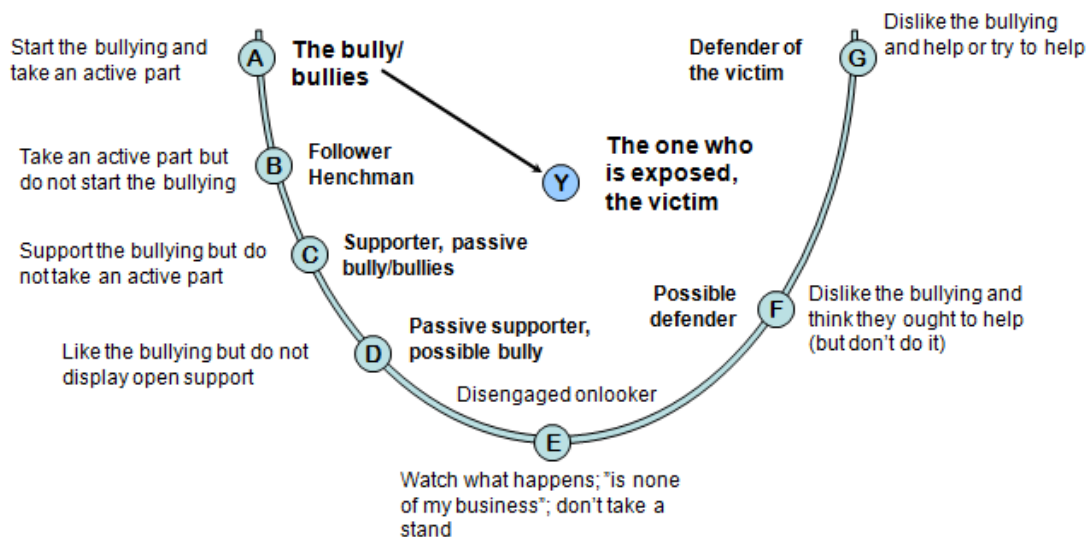 Start the bullying and
take an active part
A
The bully/
bullies
Defender of
the victim
G
Dislike the bullying
and help or try to help
Take an active part but
do not start the bullying
B
Follower
Henchman
Y
The one who
is exposed,
the victim
Support the bullying but do
not take an active part
C
Supporter, passive
bully/bullies
Possible
defender
F
Dislike the bullying and
think they ought to help
(but don't do it)
Like the bullying but do not
display open support
D
Passive supporter,
possible bully
Disengaged onlooker
E
Watch what happens; ”is none
of my business”; don't take a
stand